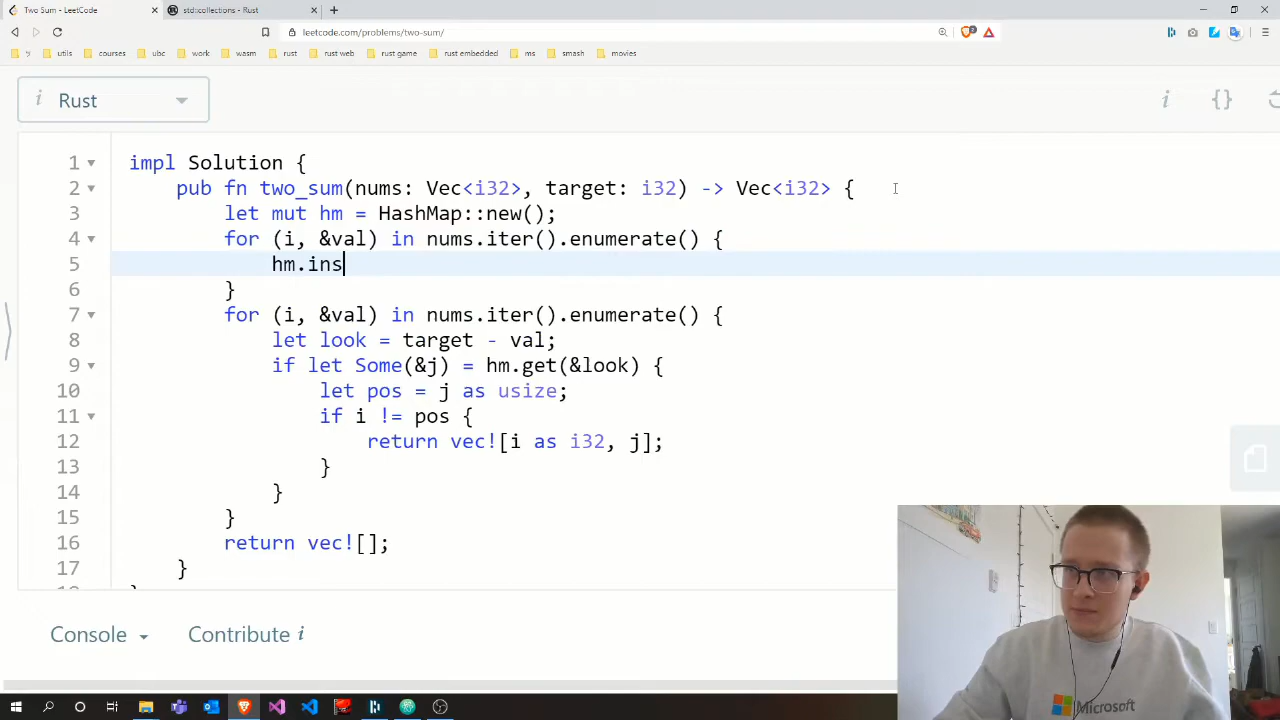 Two Sum - LeetCode
std::collections - Rust
leetcode.com/problems/two-sum/
y utils courses ubc work wasm rust rust web rust game rust embedded ms smash movies
i Rust i {}
1 impl Solution {
2 pub fn two_sum(nums: Vec<i32>, target: i32) -> Vec<i32> {
3 let mut hm = HashMap::new();
4 for (i, &val) in nums.iter().enumerate() {
5 hm.ins
6 }
7 for (i, &val) in nums.iter().enumerate() {
8 let look = target - val;
9 if let Some(&j) = hm.get(&look) {
10 let pos = j as usize;
11 if i != pos {
12 return vec![i as i32, j];
13 }
14 }
15 }
16 return vec![];
17 }
Console Contribute i
Microsoft